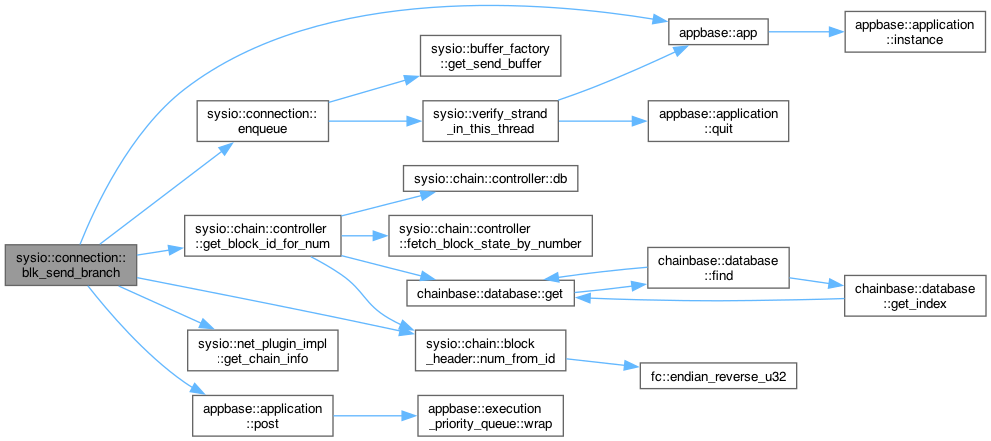 sysio::connection::
blk_send_branch
appbase::app
appbase::application
::instance
sysio::buffer_factory
::get_send_buffer
sysio::connection::
enqueue
sysio::verify_strand
_in_this_thread
appbase::application
::quit
sysio::chain::controller::db
sysio::chain::controller
::get_block_id_for_num
sysio::chain::controller
::fetch_block_state_by_number
chainbase::database
::find
chainbase::database::get
chainbase::database
::get_index
sysio::net_plugin_impl
::get_chain_info
sysio::chain::block
_header::num_from_id
fc::endian_reverse_u32
appbase::application
::post
appbase::execution
_priority_queue::wrap